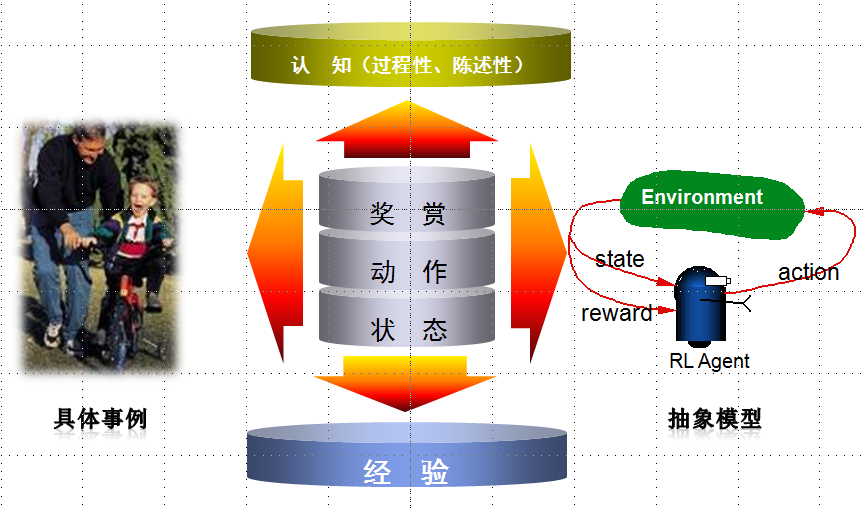 认 知（过程性、陈述性）
奖 赏
动 作
状 态
经 验
具体事例
Environment
state
action
reward
RL Agent
抽象模型